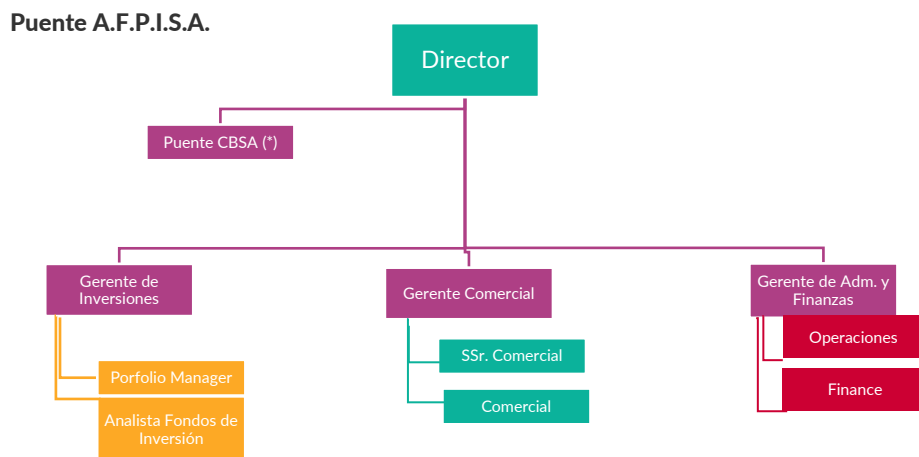 Puente A.F.P.I.S.A.
Director
Puente CBSA (*)
Gerente de
Inversiones
Gerente Comercial
Gerente de Adm. y
Finanzas
Porfolio Manager
Analista Fondos de
Inversión
SSr. Comercial
Comercial
Operaciones
Finance